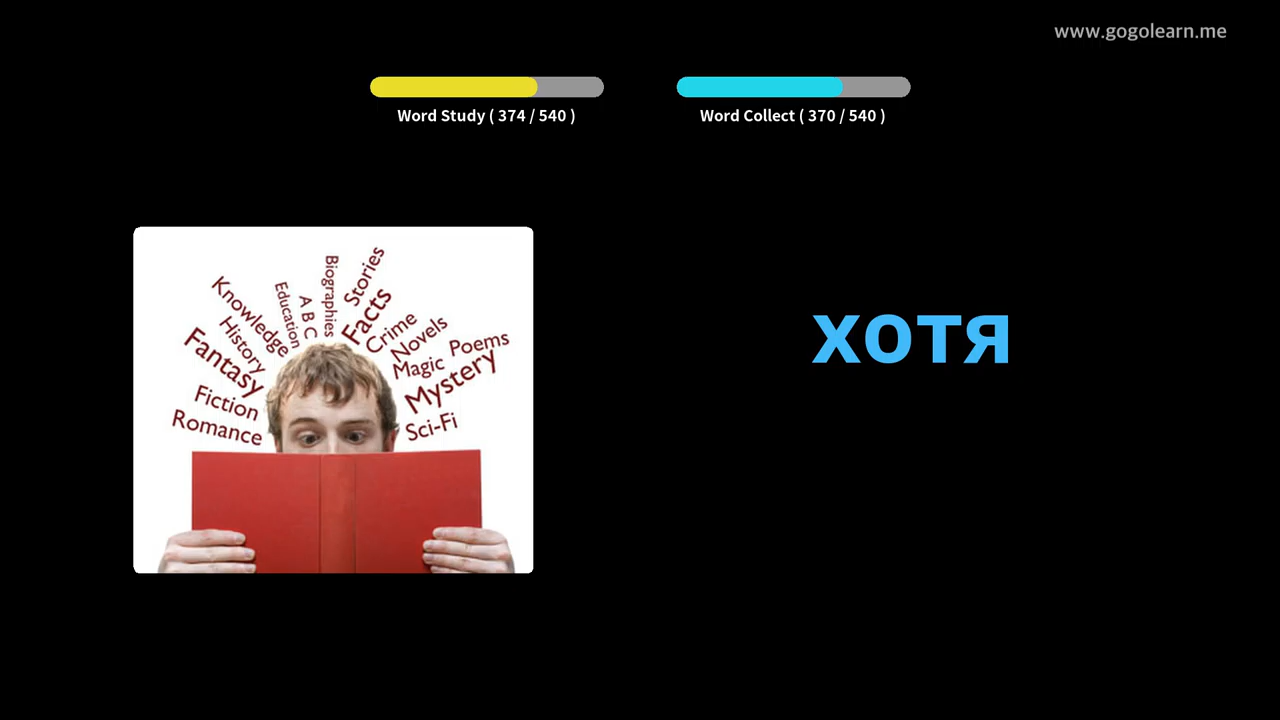 www.gogolearn.me
Word Study ( 374 / 540 )
Word Collect ( 370 / 540 )
Biographies
Stories
Knowledge
Education
A B C
Facts
History
Crime
Novels
Fantasy
Magic
Poems
Fiction
Mystery
Romance
Sci-Fi
хотя